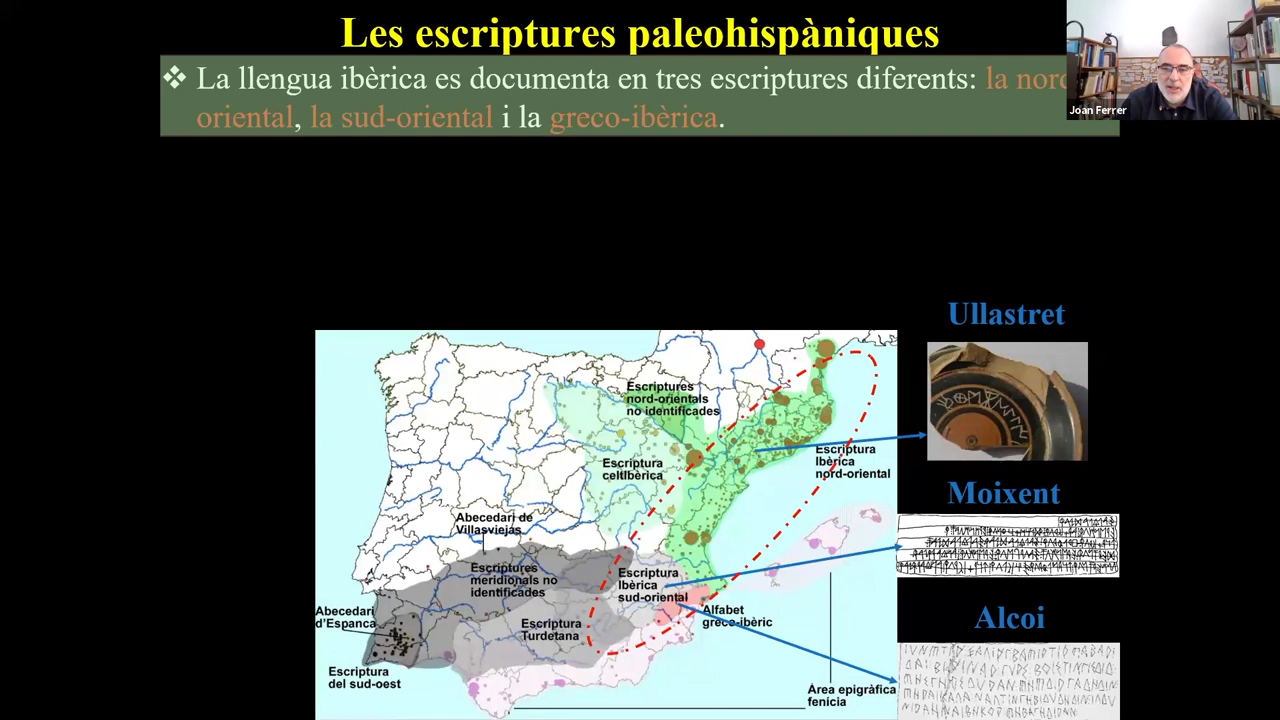 Les escriptures paleohispàniques
❖ La llengua ibèrica es documenta en tres escriptures diferents: la nord
oriental, la sud-oriental i la greco-ibèrica.
Joan Ferrer
Ullastret
Escriptures
nord-orientals
no identificades
Escriptura
Ibèrica
nord-oriental
Escriptura
celtibèrica
Moixent
Abecedari de
Villasviejas
Escriptures
meridionals no
identificades
Escriptura
Ibèrica
sud-oriental
Abecedari
d'Espanca
Escriptura
Turdetana
Alfabet
greco-ibèric
Alcoi
Escriptura
del sud-oest
Àrea epigràfica
fenicia